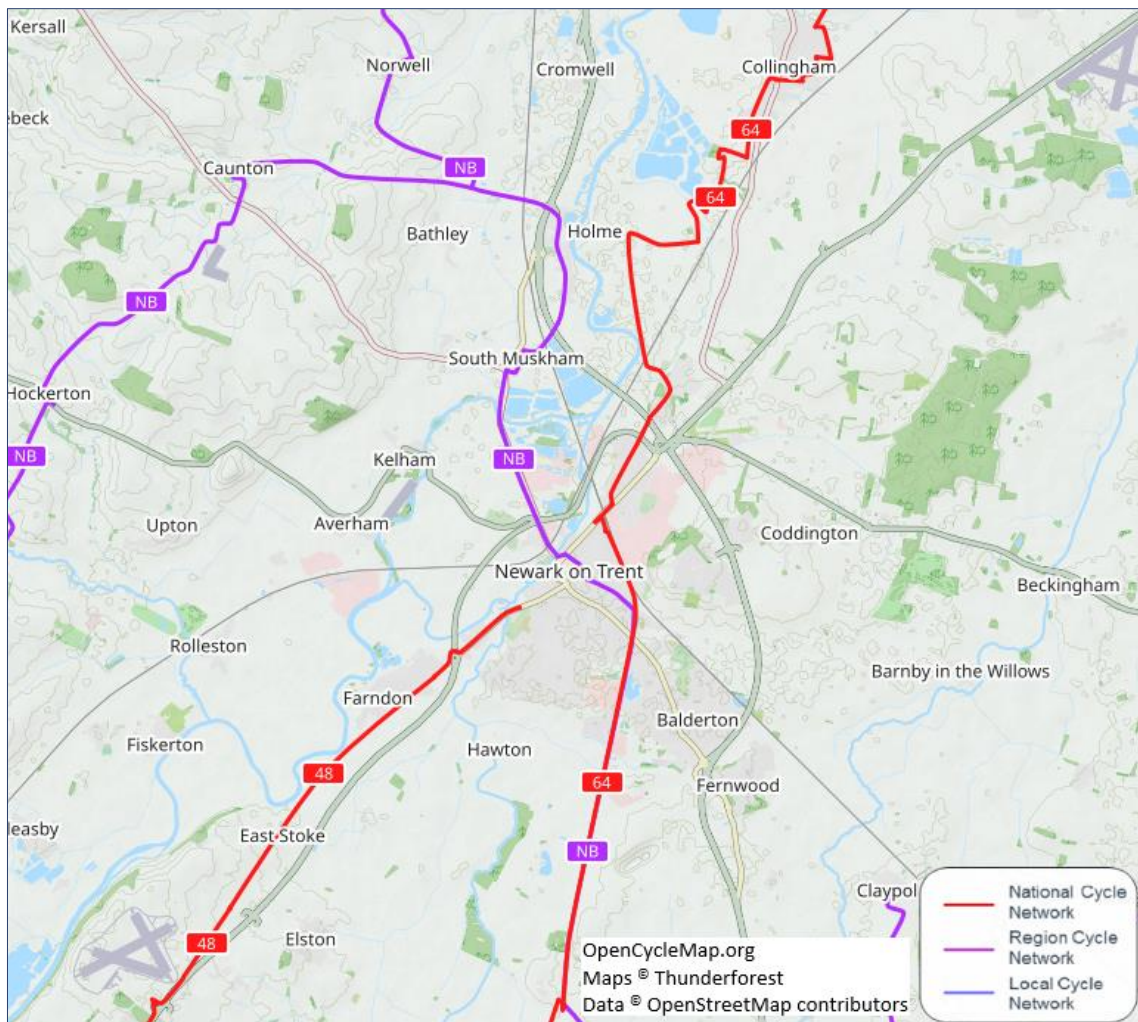 Kersall
Norwell
Cromwell
Collingham
ebeck
64
Caunton
NB
64
Bathley
Holme
NB
South Muskham
Hockerton
NB
Kelham
NB
Upton
Averham
Coddington
Newark on Trent
Beckingham
Rolleston
Barnby in the Willows
Farndon
Balderton
Fiskerton
Hawton
48
64
Fernwood
leasby
East Stoke
NB
Claypol
48
Elston
National Cycle
Network
Region Cycle
Network
Local Cycle
Network
OpenCycleMap.org
Maps © Thunderforest
Data © OpenStreetMap contributors